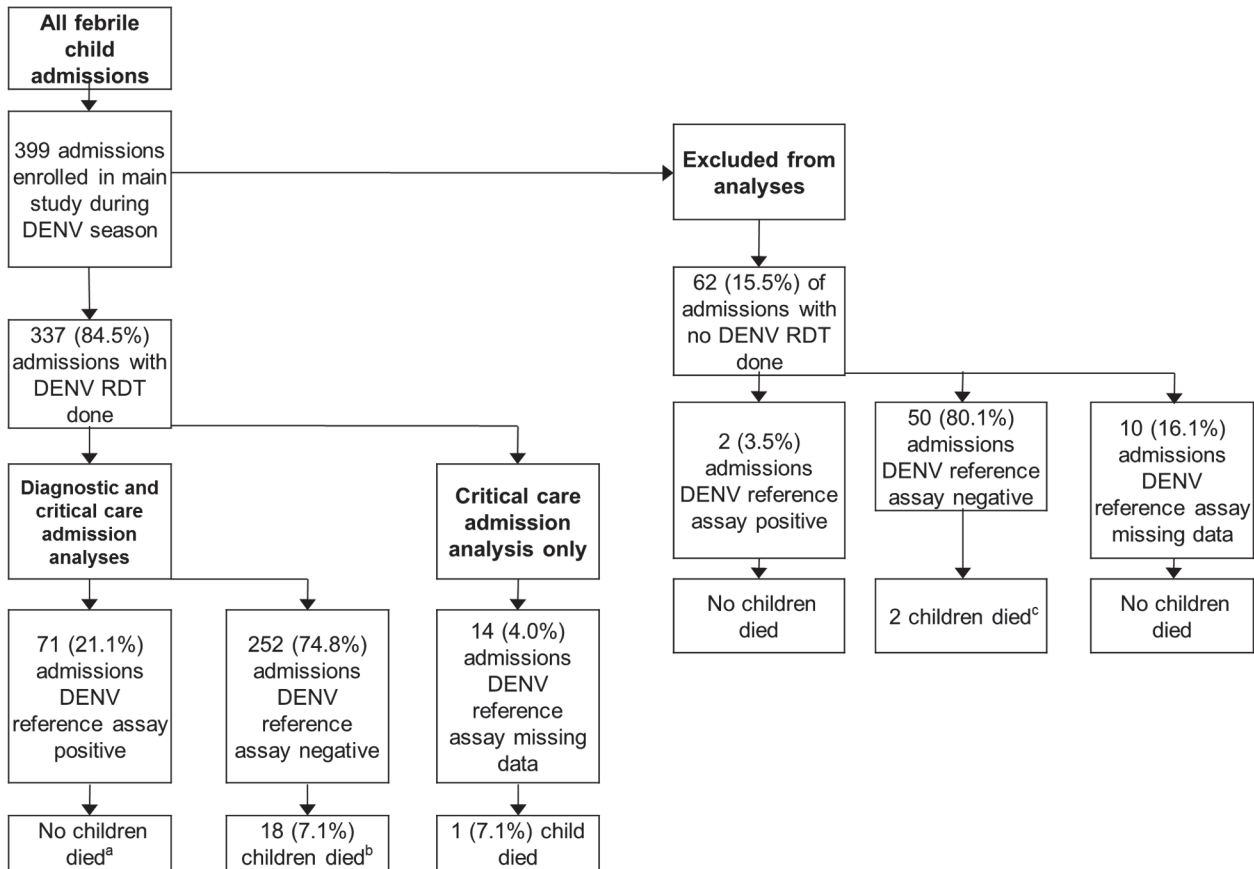 All febrile
child
admissions
399 admissions
enrolled in main
study during
DENV season
Excluded from
analyses
337 (84.5%)
admissions with
DENV RDT
done
62 (15.5%) of
admissions with
no DENV RDT
done
Diagnostic and
critical care
admission
analyses
Critical care
admission
analysis only
2 (3.5%)
admissions
DENV reference
assay positive
50 (80.1%)
admissions
DENV reference
assay negative
10 (16.1%)
admissions
DENV
reference assay
missing data
71 (21.1%)
admissions
DENV
reference assay
positive
252 (74.8%)
admissions
DENV
reference
assay negative
14 (4.0%)
admissions
DENV
reference
assay missing
data
No children
died
2 children diedᶜ
No children
died
No children
diedᵃ
18 (7.1%)
children diedᵇ
1 (7.1%) child
died